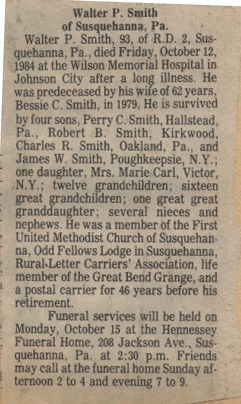 Walter P. Smith
of Susquehanna, Pa.
Walter P. Smith, 93, of R.D. 2, Sus-
quehanna, Pa., died Friday, October 12,
1984 at the Wilson Memorial Hospital in
Johnson City after a long illness. He
was predeceased by his wife of 62 years,
Bessie C. Smith, in 1979. He is survived
by four sons, Perry C. Smith, Hallstead,
Pa., Robert B. Smith, Kirkwood,
Charles R. Smith, Oakland, Pa., and
James W. Smith, Poughkeepsie, N.Y.;
one daughter, Mrs. Marie Carl, Victor,
N.Y.; twelve grandchildren; sixteen
great grandchildren; one great great
granddaughter; several nieces and
nephews. He was a member of the First
United Methodist Church of Susquehan-
na, Odd Fellows Lodge in Susquehanna,
Rural-Letter Carriers' Association, life
member of the Great Bend Grange, and
a postal carrier for 46 years before his
retirement.
Funeral services will be held on
Monday, October 15 at the Hennessey
Funeral Home, 208 Jackson Ave., Sus-
quehanna, Pa. at 2:30 p.m. Friends
may call at the funeral home Sunday af-
ternoon 2 to 4 and evening 7 to 9.